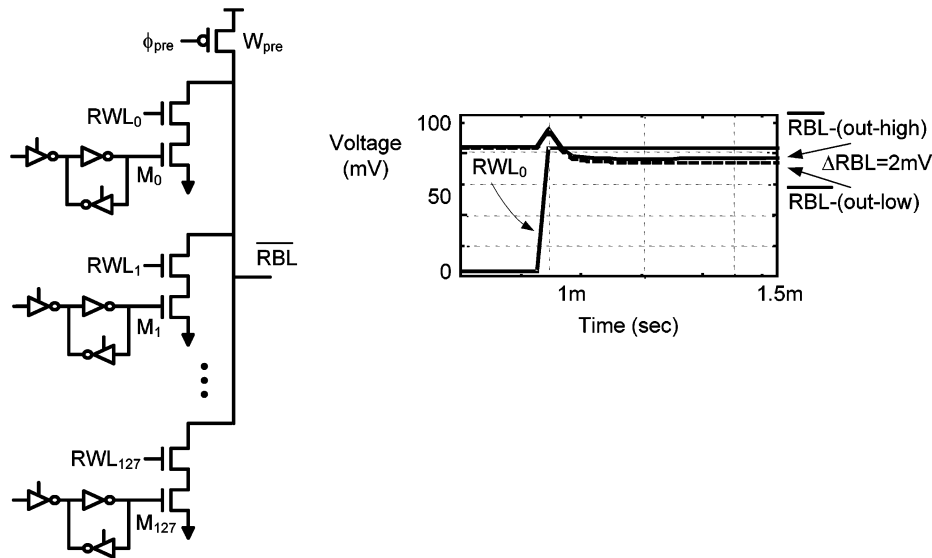 ϕpre
Wpre
RWL0
M0
RWL1
M1
RBL
RWL127
M127
Voltage
(mV)
100
50
0
RWL0
1m
1.5m
Time (sec)
RBL-(out-high)
ΔRBL=2mV
RBL-(out-low)